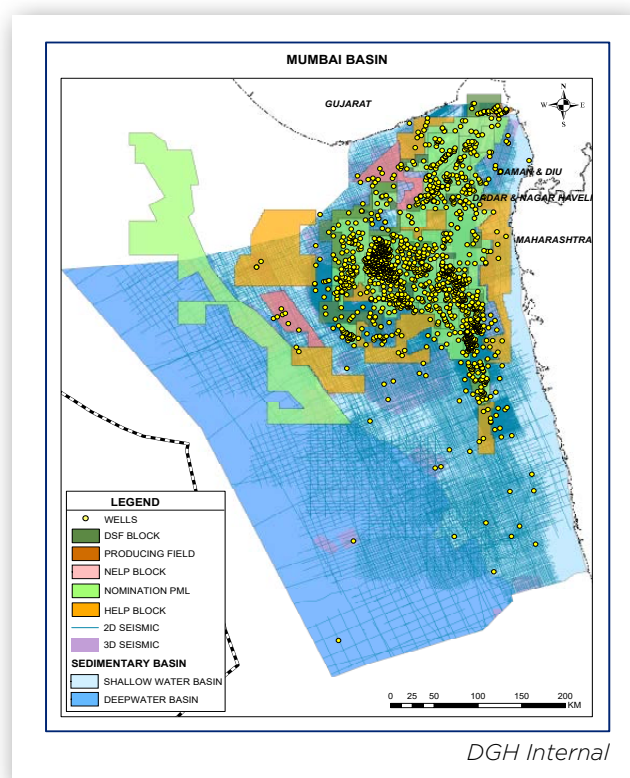 MUMBAI BASIN
GUJARAT
N
W E
S
DAMAN & DIU
DADAR & NAGAR HAVELI
MAHARASHTRA
LEGEND
WELLS
DSF BLOCK
PRODUCING FIELD
NELP BLOCK
NOMINATION PML
HELP BLOCK
2D SEISMIC
3D SEISMIC
SEDIMENTARY BASIN
SHALLOW WATER BASIN
DEEPWATER BASIN
0 25 50 100 150 200
KM
DGH Internal